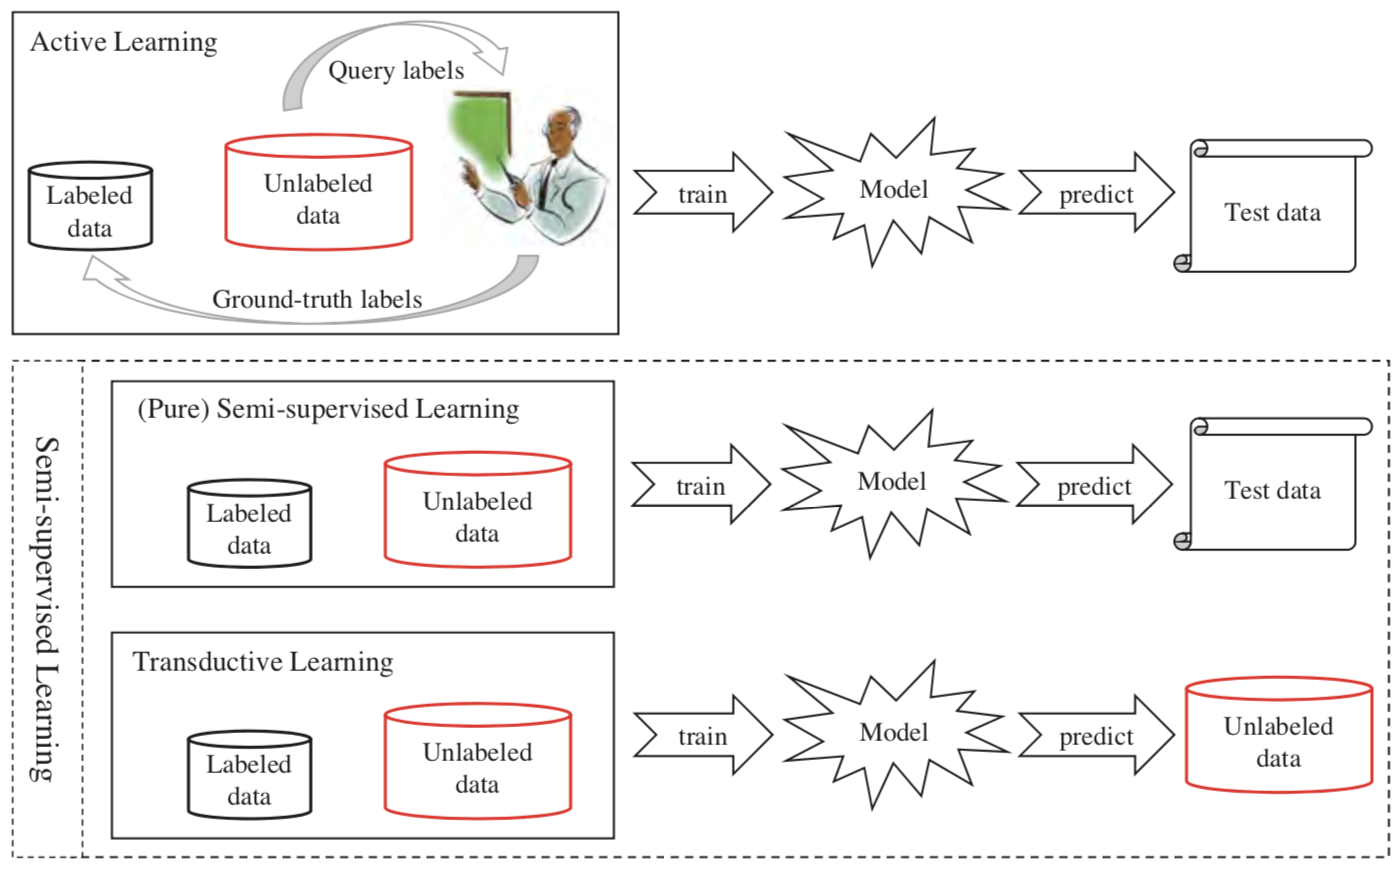 Active Learning
Query labels
Labeled
data
Unlabeled
data
Ground-truth labels
train
Model
predict
Test data
Semi-supervised Learning
(Pure) Semi-supervised Learning
Labeled
data
Unlabeled
data
train
Model
predict
Test data
Transductive Learning
Labeled
data
Unlabeled
data
train
Model
predict
Unlabeled
data